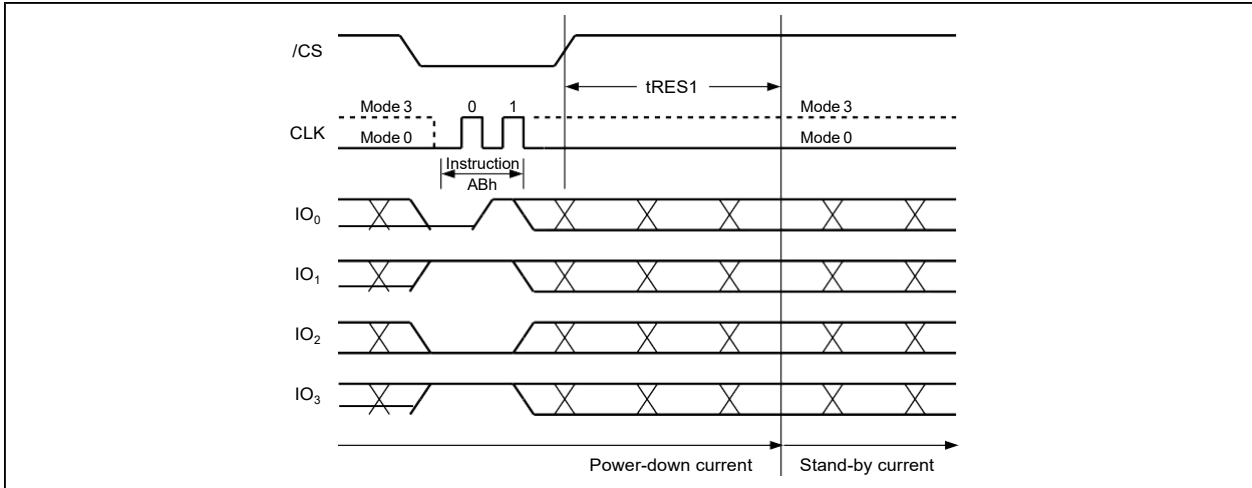 /CS
tRES1
Mode 3 0 1 Mode 3
CLK
Mode 0 Mode 0
Instruction
ABh
IO₀
IO₁
IO₂
IO₃
Power-down current Stand-by current